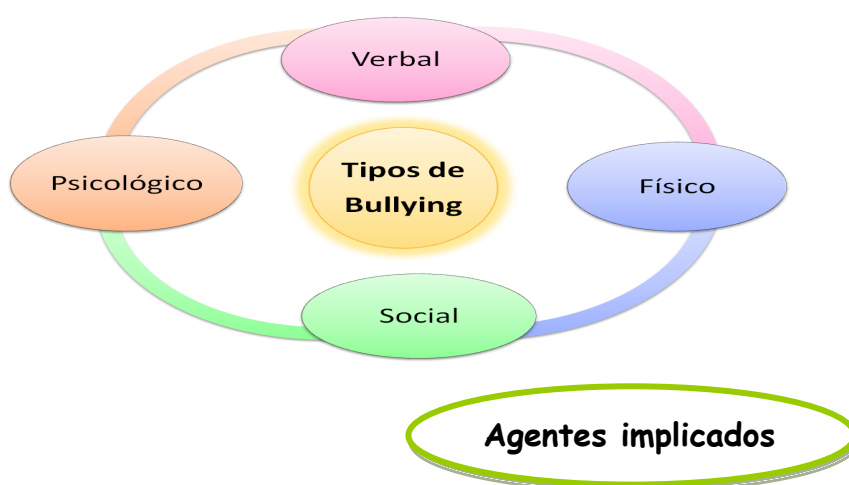 Verbal
Psicológico
Tipos de
Bullying
Físico
Social
Agentes implicados